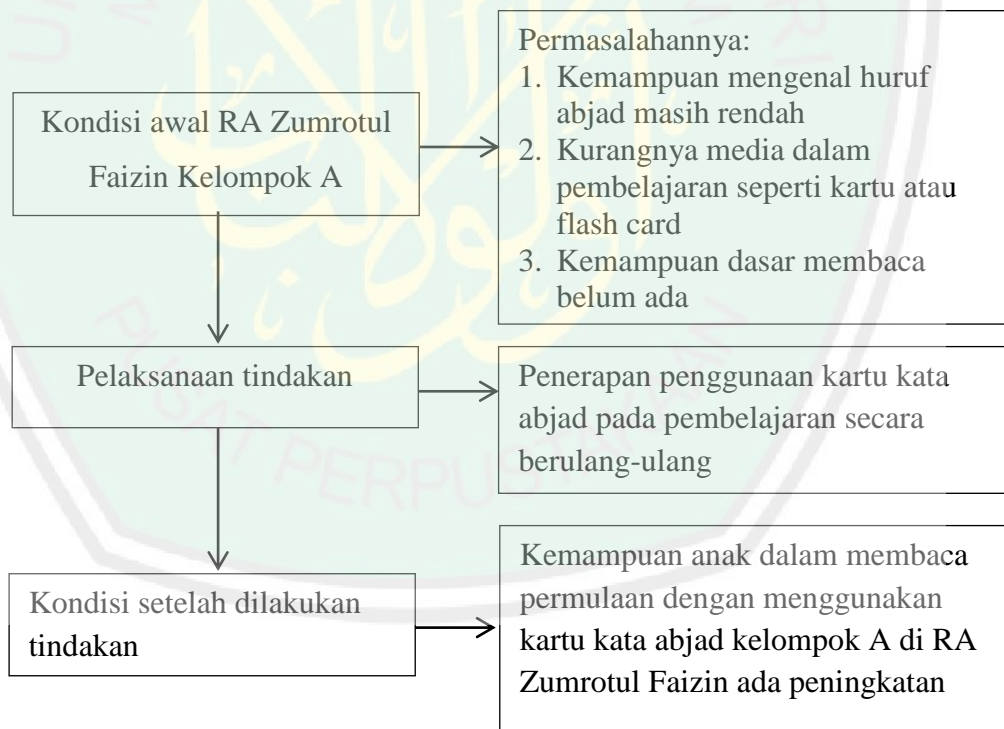 Kondisi awal RA Zumrotul
Faizin Kelompok A
Permasalahannya:
1. Kemampuan mengenal huruf
abjad masih rendah
2. Kurangnya media dalam
pembelajaran seperti kartu atau
flash card
3. Kemampuan dasar membaca
belum ada
Pelaksanaan tindakan
Penerapan penggunaan kartu kata
abjad pada pembelajaran secara
berulang-ulang
Kondisi setelah dilakukan
tindakan
Kemampuan anak dalam membaca
permulaan dengan menggunakan
kartu kata abjad kelompok A di RA
Zumrotul Faizin ada peningkatan
PUSAT PERPUSTAKAAN